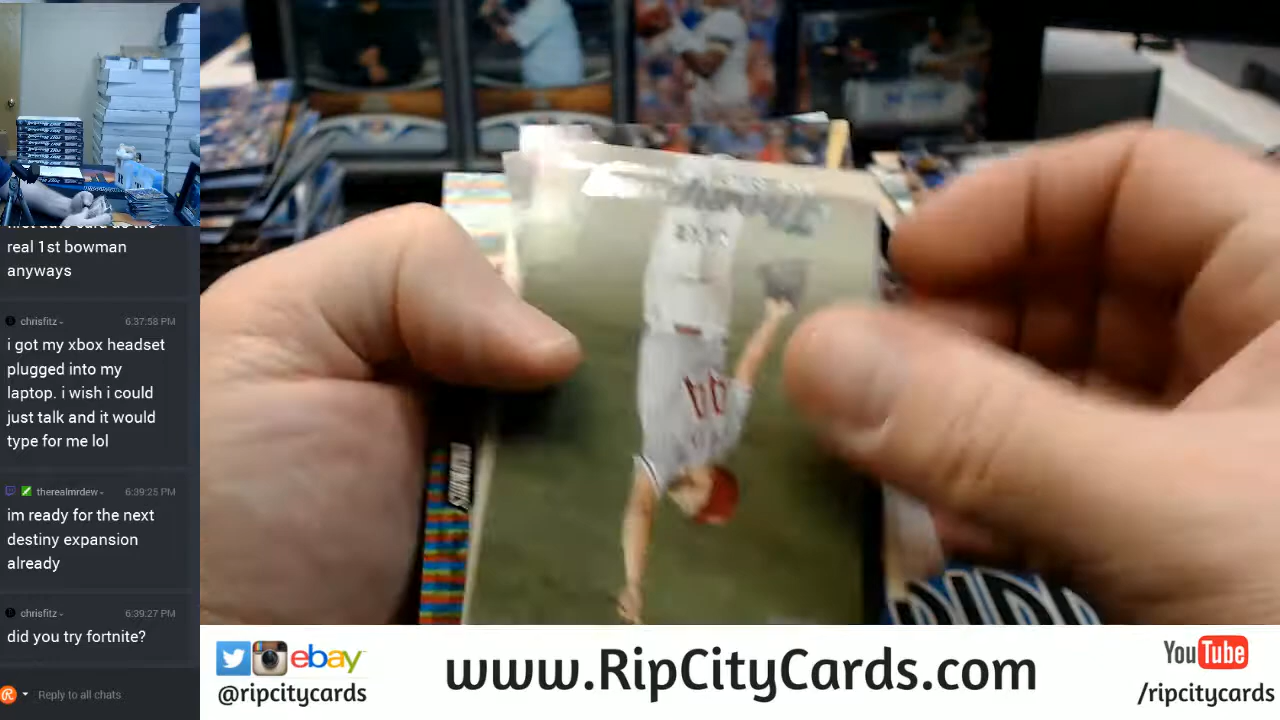 real 1st bowman
anyways
chrisfitz
6:37:58 PM
i got my xbox headset
plugged into my
laptop. i wish i could
just talk and it would
type for me lol
therealmrdew
6:39:25 PM
im ready for the next
destiny expansion
already
chrisfitz
6:39:27 PM
did you try fortnite?
Reply to all chats
44
ebay
@ripcitycards
www.RipCityCards.com
YouTube
/ripcitycards